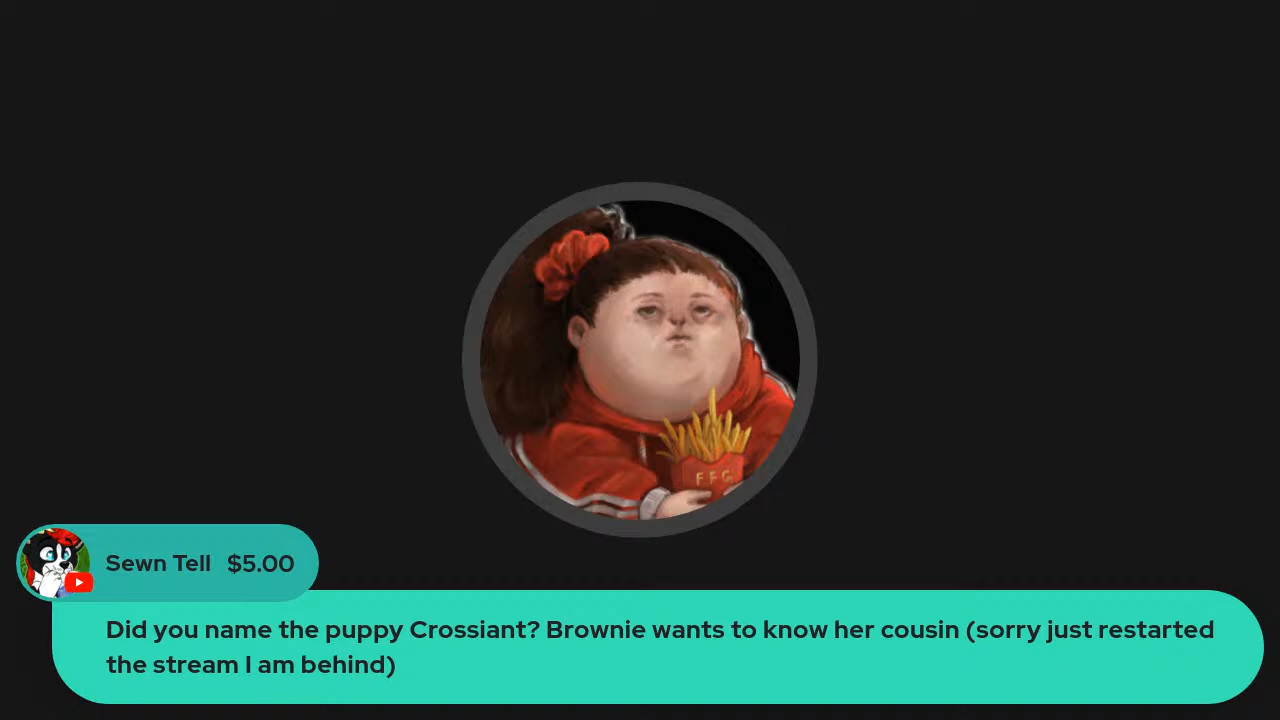 FFG
Sewn Tell $5.00
Did you name the puppy Crossiant? Brownie wants to know her cousin (sorry just restarted
the stream I am behind)